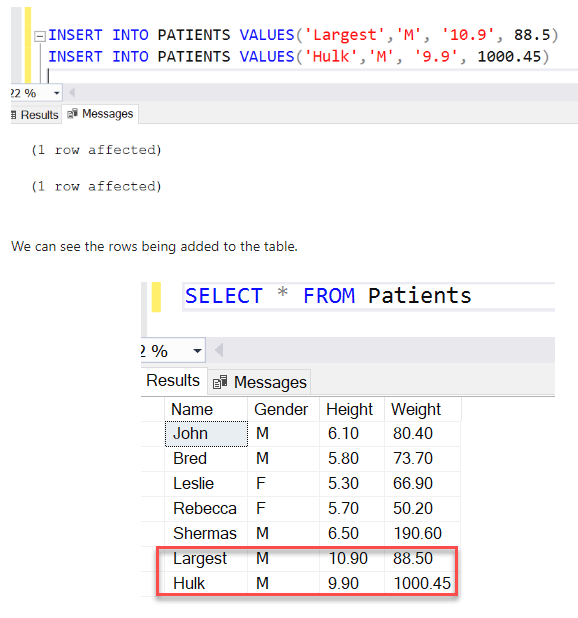 INSERT INTO PATIENTS VALUES('Largest','M', '10.9', 88.5)
INSERT INTO PATIENTS VALUES('Hulk','M', '9.9', 1000.45)
22 %
Results Messages
(1 row affected)
(1 row affected)
We can see the rows being added to the table.
SELECT * FROM Patients
2 %
Results Messages
Name Gender Height Weight
John M 6.10 80.40
Bred M 5.80 73.70
Leslie F 5.30 66.90
Rebecca F 5.70 50.20
Shermas M 6.50 190.60
Largest M 10.90 88.50
Hulk M 9.90 1000.45